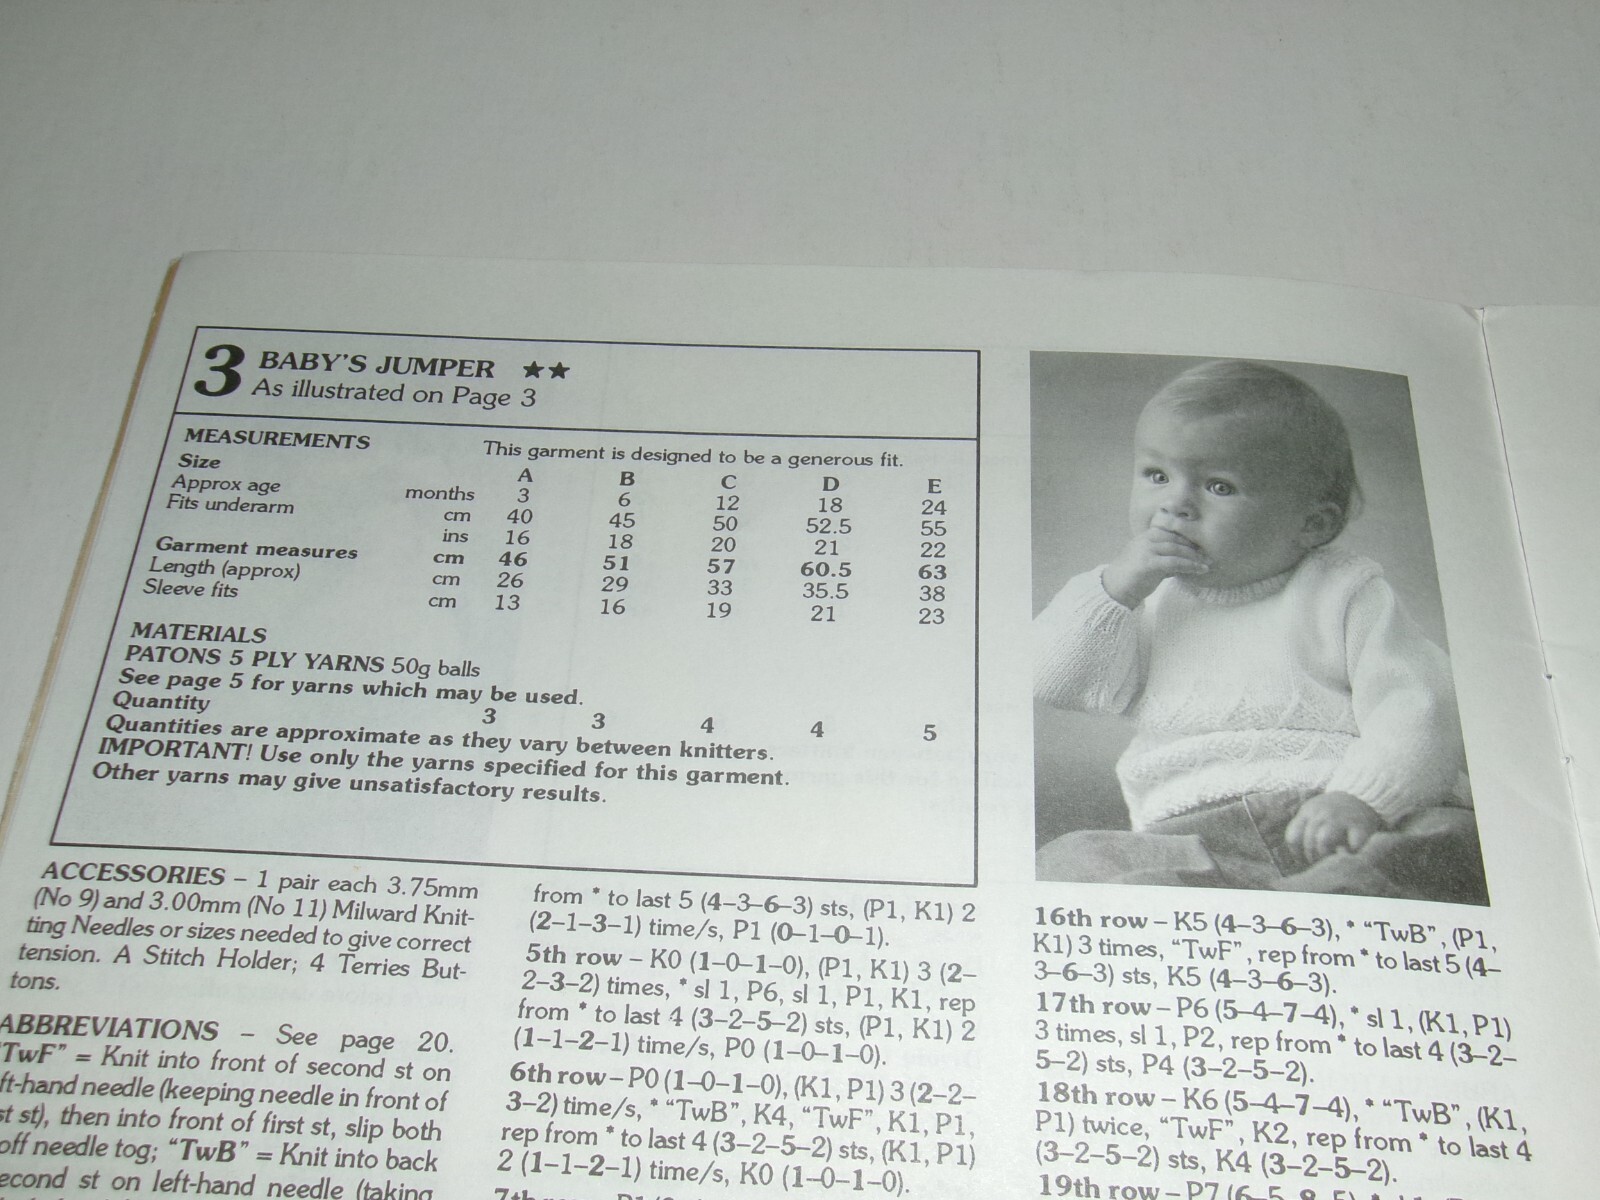 3 BABY'S JUMPER ★★
As illustrated on Page 3
MEASUREMENTS This garment is designed to be a generous fit.
Size A B C D E
Approx age months 3 6 12 18 24
Fits underarm cm 40 45 50 52.5 55
ins 16 18 20 21 22
Garment measures cm 46 51 57 60.5 63
Length (approx) cm 26 29 33 35.5 38
Sleeve fits cm 13 16 19 21 23
MATERIALS
PATONS 5 PLY YARNS 50g balls
See page 5 for yarns which may be used.
Quantity 3 3 4 4 5
Quantities are approximate as they vary between knitters.
IMPORTANT! Use only the yarns specified for this garment.
Other yarns may give unsatisfactory results.
ACCESSORIES – 1 pair each 3.75mm
(No 9) and 3.00mm (No 11) Milward Knit-
ting Needles or sizes needed to give correct
tension. A Stitch Holder; 4 Terries But-
tons.
ABBREVIATIONS – See page 20.
"TwF" = Knit into front of second st on
ft-hand needle (keeping needle in front of
st st), then into front of first st, slip both
off needle tog; "TwB" = Knit into back
econd st on left-hand needle (taking
from * to last 5 (4–3–6–3) sts, (P1, K1) 2
(2–1–3–1) time/s, P1 (0–1–0–1).
5th row – K0 (1–0–1–0), (P1, K1) 3 (2–
2–3–2) times, * sl 1, P6, sl 1, P1, K1, rep
from * to last 4 (3–2–5–2) sts, (P1, K1) 2
(1–1–2–1) time/s, P0 (1–0–1–0).
6th row – P0 (1–0–1–0), (K1, P1) 3 (2–2–
3–2) time/s, * "TwB", K4, "TwF", K1, P1,
rep from * to last 4 (3–2–5–2) sts, (K1, P1)
2 (1–1–2–1) time/s, K0 (1–0–1–0).
16th row – K5 (4–3–6–3), * "TwB", (P1,
K1) 3 times, "TwF", rep from * to last 5 (4–
3–6–3) sts, K5 (4–3–6–3).
17th row – P6 (5–4–7–4), * sl 1, (K1, P1)
3 times, sl 1, P2, rep from * to last 4 (3–2–
5–2) sts, P4 (3–2–5–2).
18th row – K6 (5–4–7–4), * "TwB", (K1,
P1) twice, "TwF", K2, rep from * to last 4
(3–2–5–2) sts, K4 (3–2–5–2).
19th row – P7 (6–5–8–5)